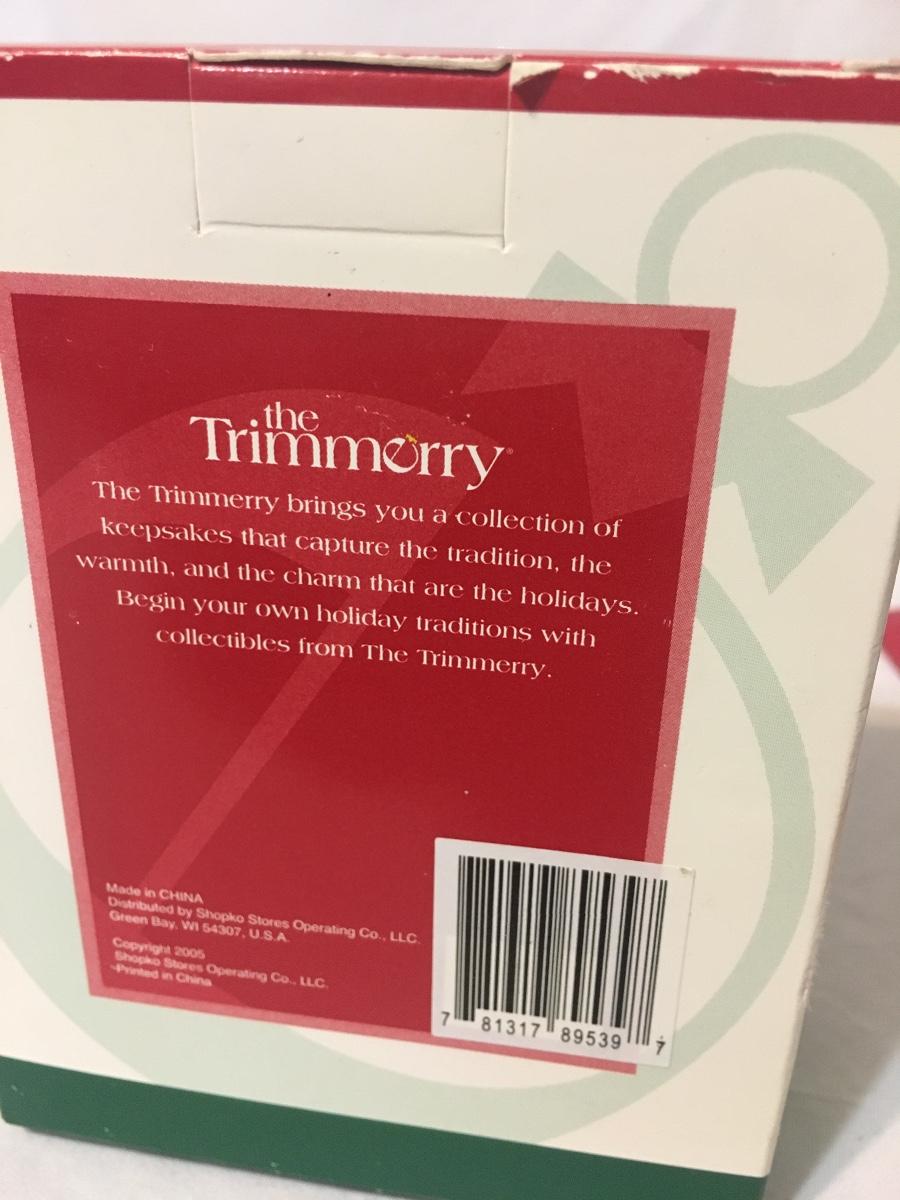 the
Trimmerry®
The Trimmerry brings you a collection of
keepsakes that capture the tradition, the
warmth, and the charm that are the holidays.
Begin your own holiday traditions with
collectibles from The Trimmerry.
Made in CHINA
Distributed by Shopko Stores Operating Co., LLC.
Green Bay, WI 54307, U.S.A.
Copyright 2005
Shopko Stores Operating Co., LLC.
Printed in China
7 81317 89539 7